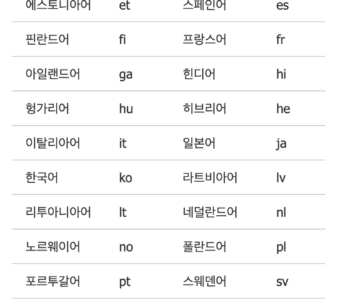 에스토니아어 et 스페인어 es
핀란드어 fi 프랑스어 fr
아일랜드어 ga 힌디어 hi
헝가리어 hu 히브리어 he
이탈리아어 it 일본어 ja
한국어 ko 라트비아어 lv
리투아니아어 lt 네덜란드어 nl
노르웨이어 no 폴란드어 pl
포르투갈어 pt 스웨덴어 sv